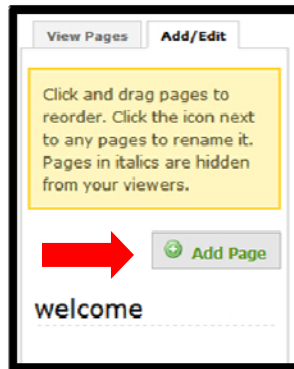 View Pages Add/Edit
Click and drag pages to
reorder. Click the icon next
to any pages to rename it.
Pages in italics are hidden
from your viewers.
Add Page
welcome